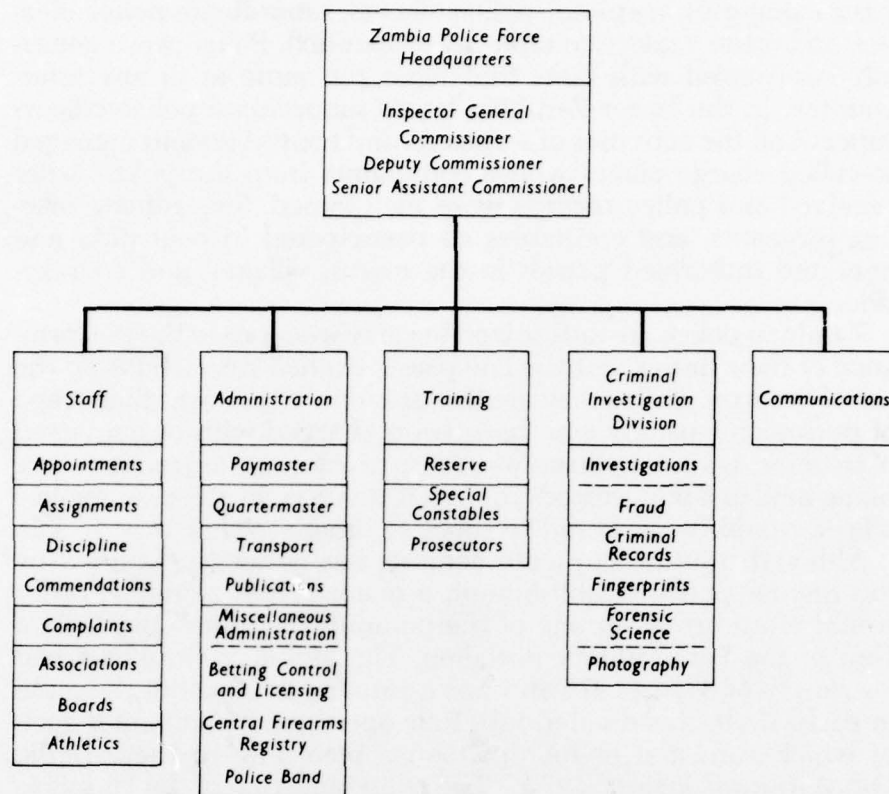 Zambia Police Force
Headquarters
Inspector General
Commissioner
Deputy Commissioner
Senior Assistant Commissioner
Staff
Appointments
Assignments
Discipline
Commendations
Complaints
Associations
Boards
Athletics
Administration
Paymaster
Quartermaster
Transport
Publications
Miscellaneous
Administration
Betting Control
and Licensing
Central Firearms
Registry
Police Band
Training
Reserve
Special
Constables
Prosecutors
Criminal
Investigation
Division
Investigations
Fraud
Criminal
Records
Fingerprints
Forensic
Science
Photography
Communications